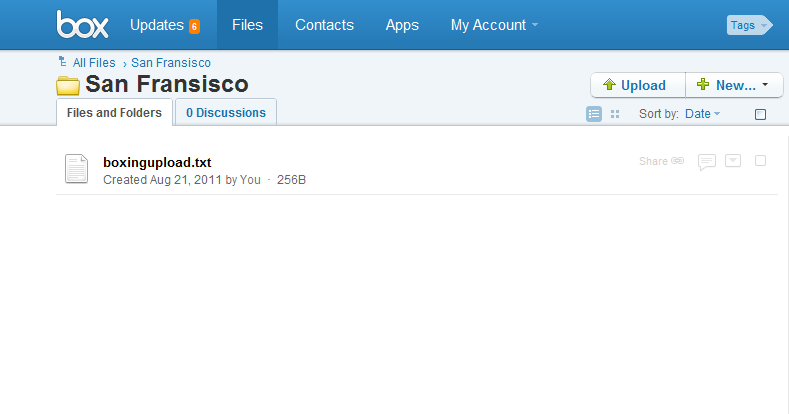 box Updates 6 Files Contacts Apps My Account Tags
All Files › San Fransisco
San Fransisco
Upload New...
Files and Folders 0 Discussions Sort by: Date
boxingupload.txt Share
Created Aug 21, 2011 by You · 256B